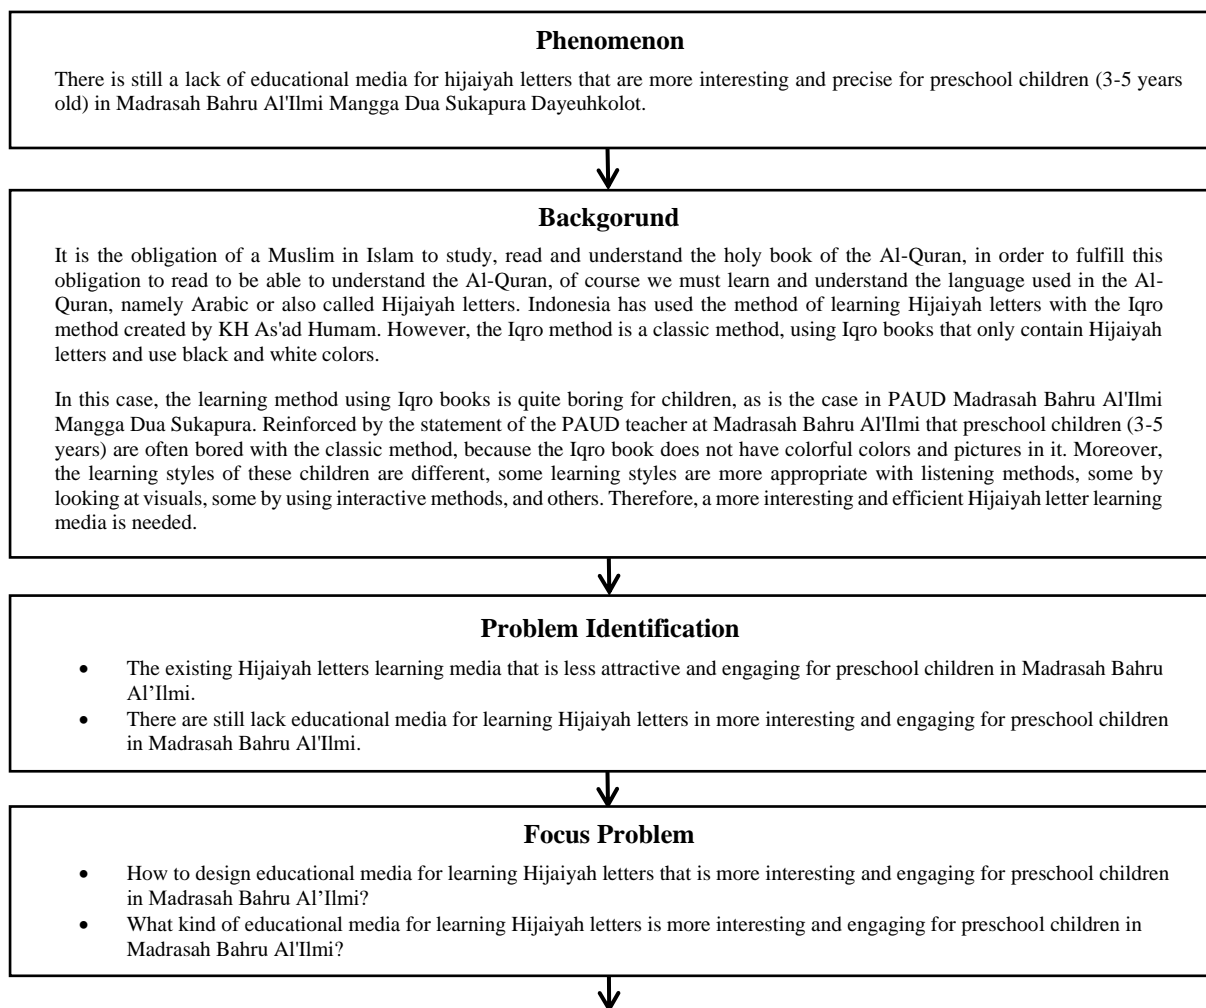 Phenomenon
There is still a lack of educational media for hijaiyah letters that are more interesting and precise for preschool children (3-5 years
old) in Madrasah Bahru Al'Ilmi Mangga Dua Sukapura Dayeuhkolot.
Backgorund
It is the obligation of a Muslim in Islam to study, read and understand the holy book of the Al-Quran, in order to fulfill this
obligation to read to be able to understand the Al-Quran, of course we must learn and understand the language used in the Al-
Quran, namely Arabic or also called Hijaiyah letters. Indonesia has used the method of learning Hijaiyah letters with the Iqro
method created by KH As'ad Humam. However, the Iqro method is a classic method, using Iqro books that only contain Hijaiyah
letters and use black and white colors.
In this case, the learning method using Iqro books is quite boring for children, as is the case in PAUD Madrasah Bahru Al'Ilmi
Mangga Dua Sukapura. Reinforced by the statement of the PAUD teacher at Madrasah Bahru Al'Ilmi that preschool children (3-5
years) are often bored with the classic method, because the Iqro book does not have colorful colors and pictures in it. Moreover,
the learning styles of these children are different, some learning styles are more appropriate with listening methods, some by
looking at visuals, some by using interactive methods, and others. Therefore, a more interesting and efficient Hijaiyah letter learning
media is needed.
Problem Identification
• The existing Hijaiyah letters learning media that is less attractive and engaging for preschool children in Madrasah Bahru
Al’Ilmi.
• There are still lack educational media for learning Hijaiyah letters in more interesting and engaging for preschool children
in Madrasah Bahru Al'Ilmi.
Focus Problem
• How to design educational media for learning Hijaiyah letters that is more interesting and engaging for preschool children
in Madrasah Bahru Al’Ilmi?
• What kind of educational media for learning Hijaiyah letters is more interesting and engaging for preschool children in
Madrasah Bahru Al'Ilmi?